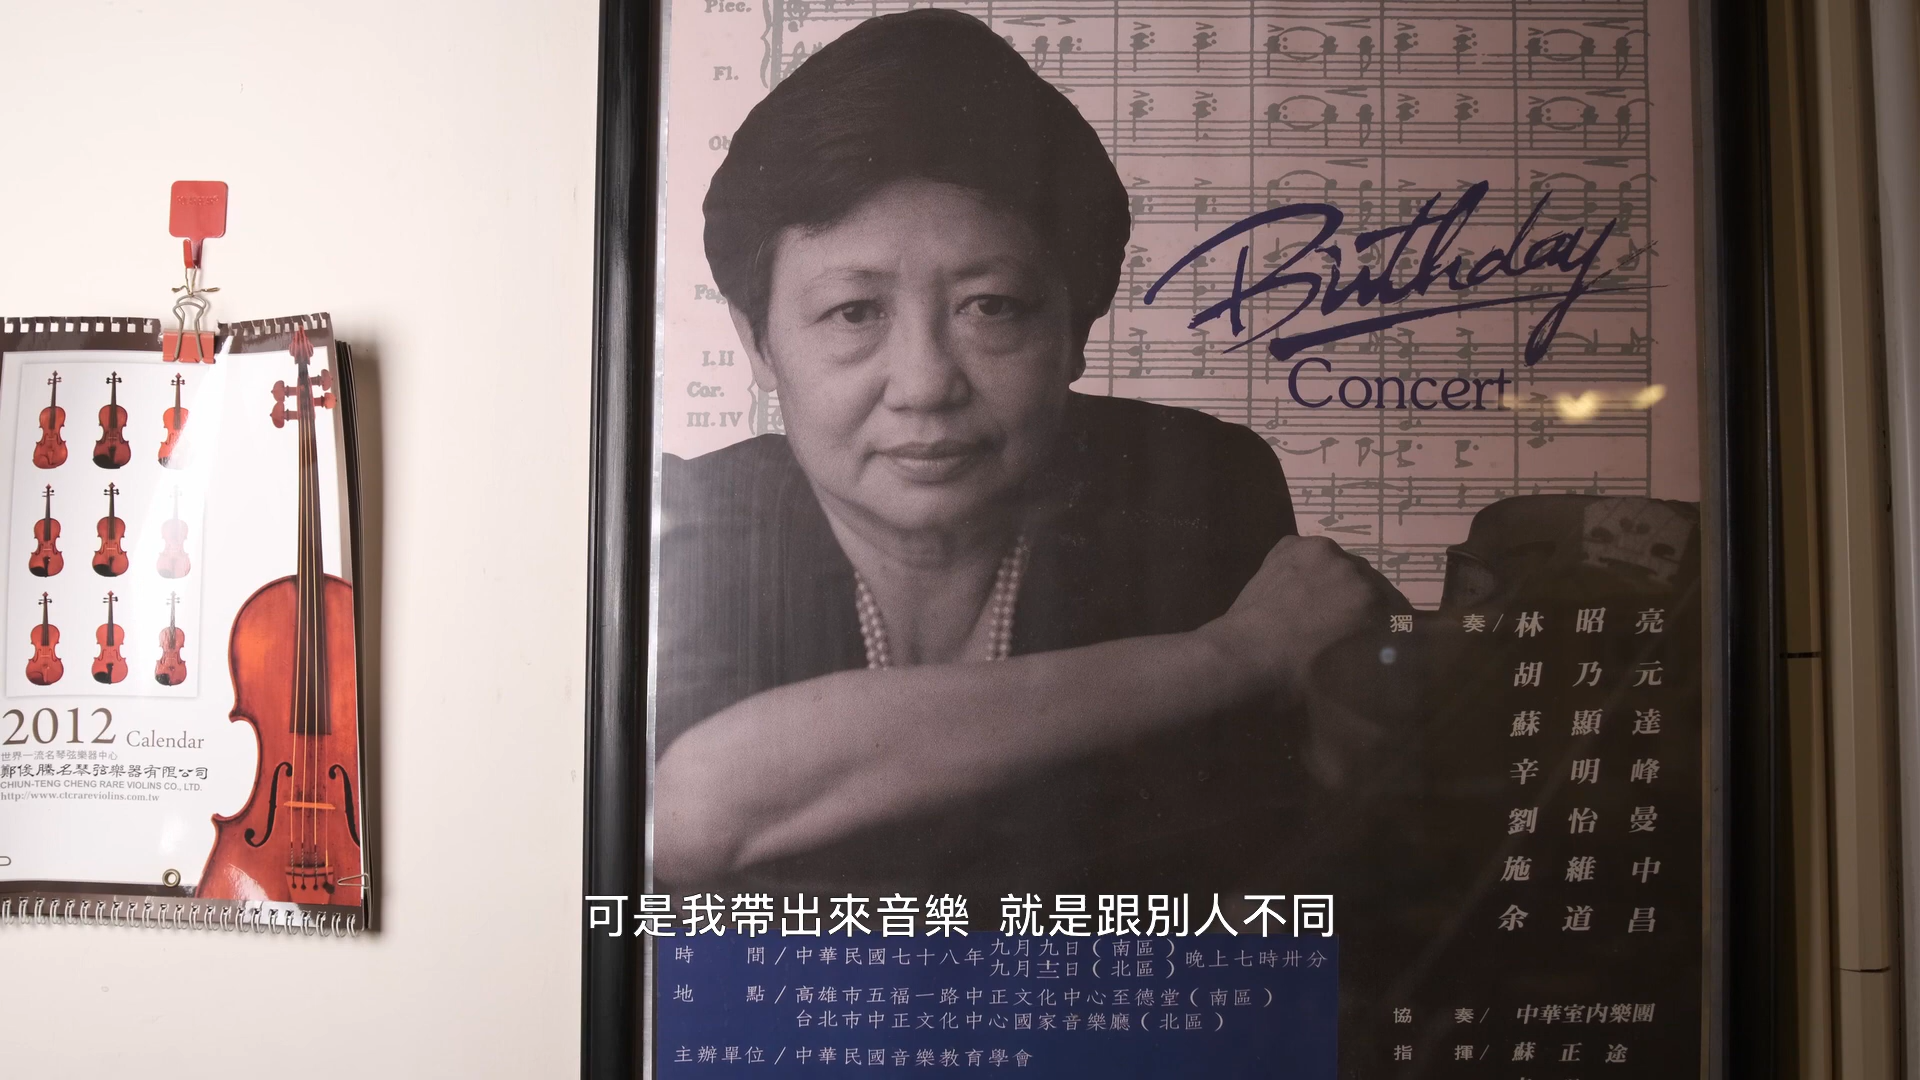 Picc.
Fl.
I.II
Cor.
III.IV
Birthday
Concert
獨 奏/林昭亮
胡乃元
蘇顯達
辛明峰
劉怡曼
施維中
余道昌
2012 Calendar
世界一流名琴弦樂器中心
鄭俊騰名琴弦樂器有限公司
CHIUN-TENG CHENG RARE VIOLINS CO., LTD.
http://www.ctcrareviolins.com.tw
可是我帶出來音樂 就是跟別人不同
時 間/中華民國七十八年九月九日(南區)晚上七時卅分
九月十二日(北區)
地 點/高雄市五福一路中正文化中心至德堂(南區)
台北市中正文化中心國家音樂廳(北區)
主辦單位/中華民國音樂教育學會
協 奏/中華室內樂團
指 揮/蘇正途